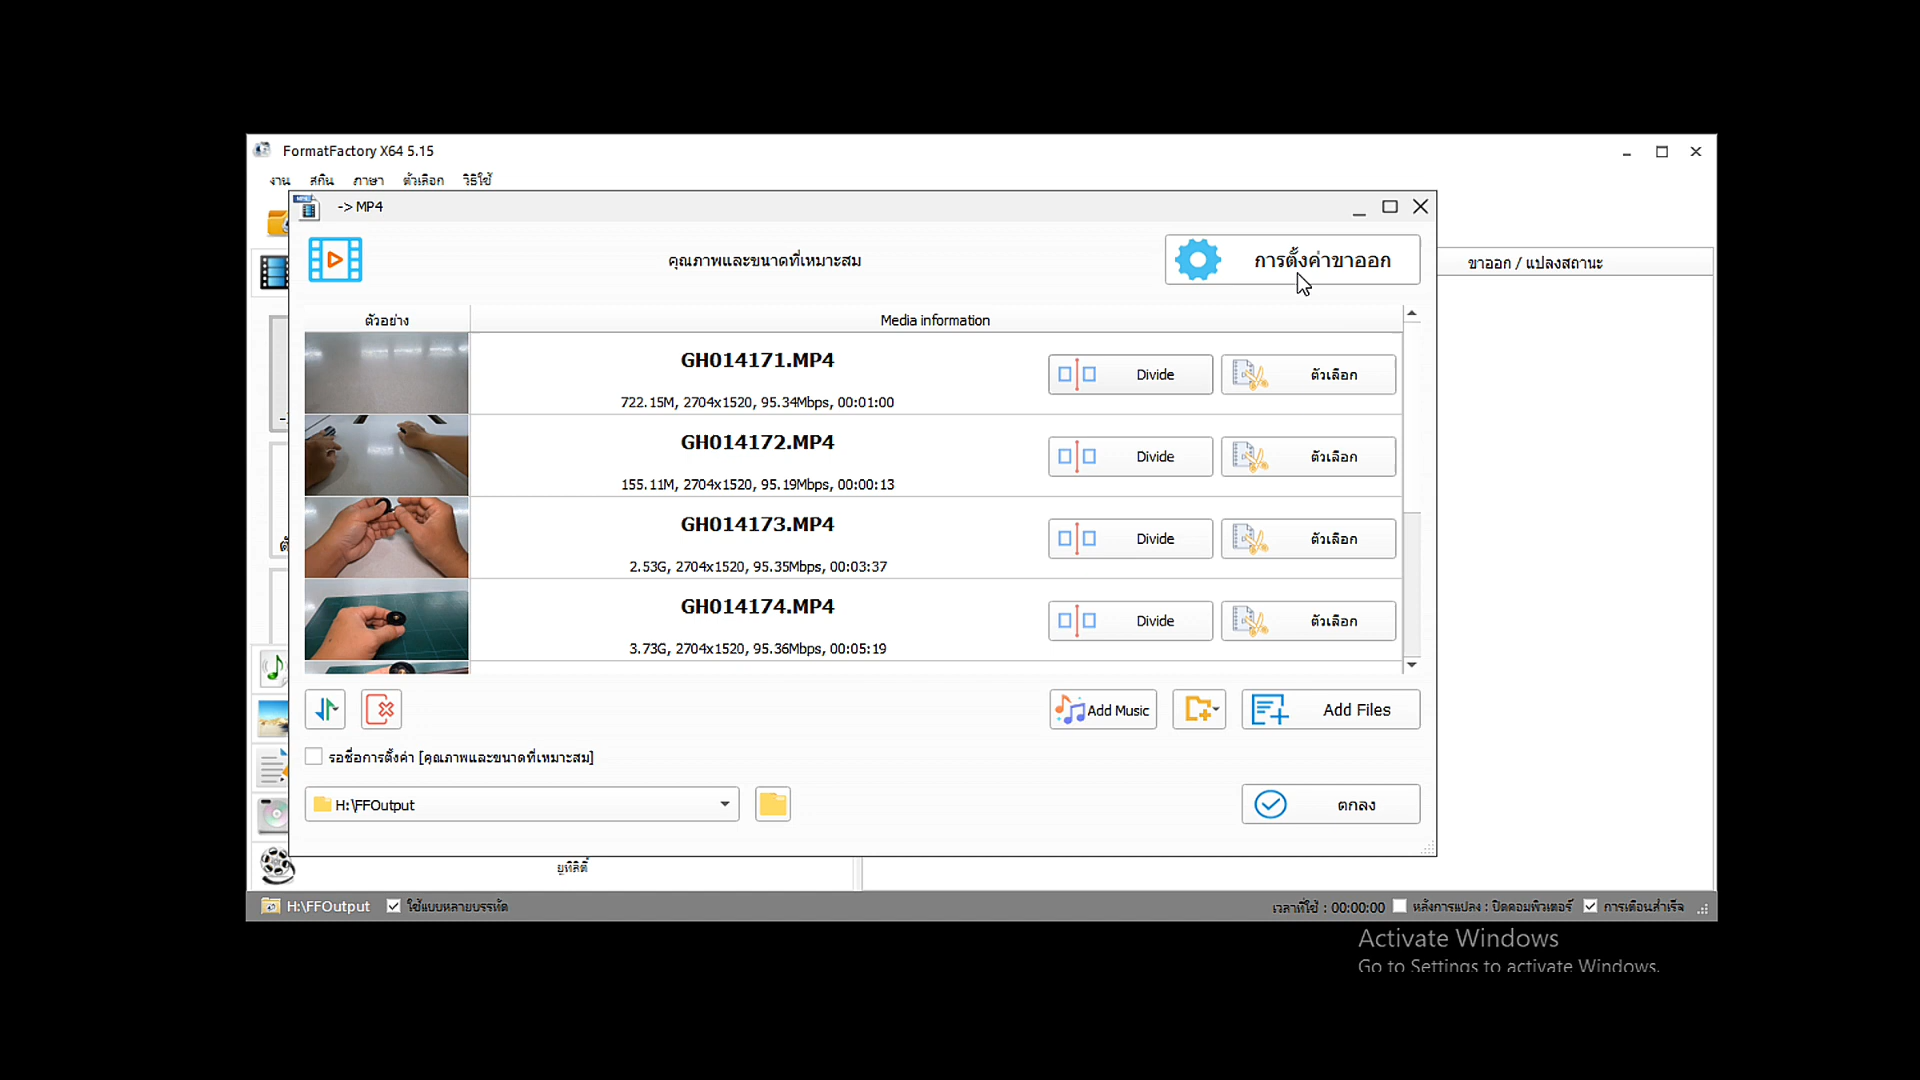 FormatFactory X64 5.15
งาน สกิน ภาษา ตัวเลือก วิธีใช้
-> MP4
คุณภาพและขนาดที่เหมาะสม
การตั้งค่าขาออก
ขาออก / แปลงสถานะ
ตัวอย่าง Media information
GH014171.MP4
Divide ตัวเลือก
722.15M, 2704x1520, 95.34Mbps, 00:01:00
GH014172.MP4
Divide ตัวเลือก
155.11M, 2704x1520, 95.19Mbps, 00:00:13
GH014173.MP4
Divide ตัวเลือก
2.53G, 2704x1520, 95.35Mbps, 00:03:37
GH014174.MP4
Divide ตัวเลือก
3.73G, 2704x1520, 95.36Mbps, 00:05:19
Add Music Add Files
รอชื่อการตั้งค่า [คุณภาพและขนาดที่เหมาะสม]
H:\FFOutput
ตกลง
ยูทิลิตี้
H:\FFOutput ใช้แบบหลายบรรทัด เวลาที่ใช้ : 00:00:00 หลังการแปลง : ปิดคอมพิวเตอร์ การเตือนสำเร็จ
Activate Windows
Go to Settings to activate Windows.